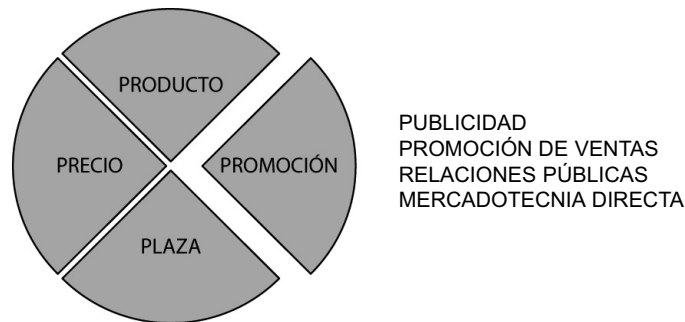 PRODUCTO
PRECIO
PROMOCIÓN
PLAZA
PUBLICIDAD
PROMOCIÓN DE VENTAS
RELACIONES PÚBLICAS
MERCADOTECNIA DIRECTA